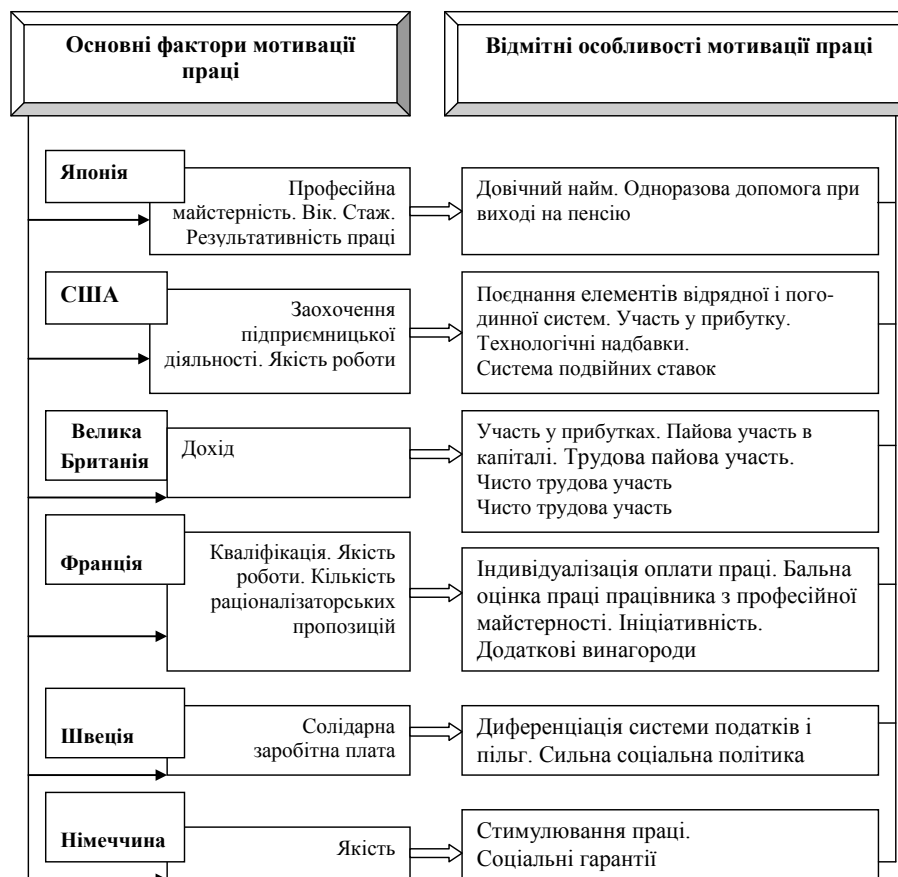 Основні фактори мотивації
праці
Відмітні особливості мотивації праці
Японія
Професійна
майстерність. Вік. Стаж.
Результативність праці
Довічний найм. Одноразова допомога при
виході на пенсію
США
Заохочення
підприємницької
діяльності. Якість роботи
Поєднання елементів відрядної і пого-
динної систем. Участь у прибутку.
Технологічні надбавки.
Система подвійних ставок
Велика
Британія
Дохід
Участь у прибутках. Пайова участь в
капіталі. Трудова пайова участь.
Чисто трудова участь
Чисто трудова участь
Франція
Кваліфікація. Якість
роботи. Кількість
раціоналізаторських
пропозицій
Індивідуалізація оплати праці. Бальна
оцінка праці працівника з професійної
майстерності. Ініціативність.
Додаткові винагороди
Швеція
Солідарна
заробітна плата
Диференціація системи податків і
пільг. Сильна соціальна політика
Німеччина
Якість
Стимулювання праці.
Соціальні гарантії